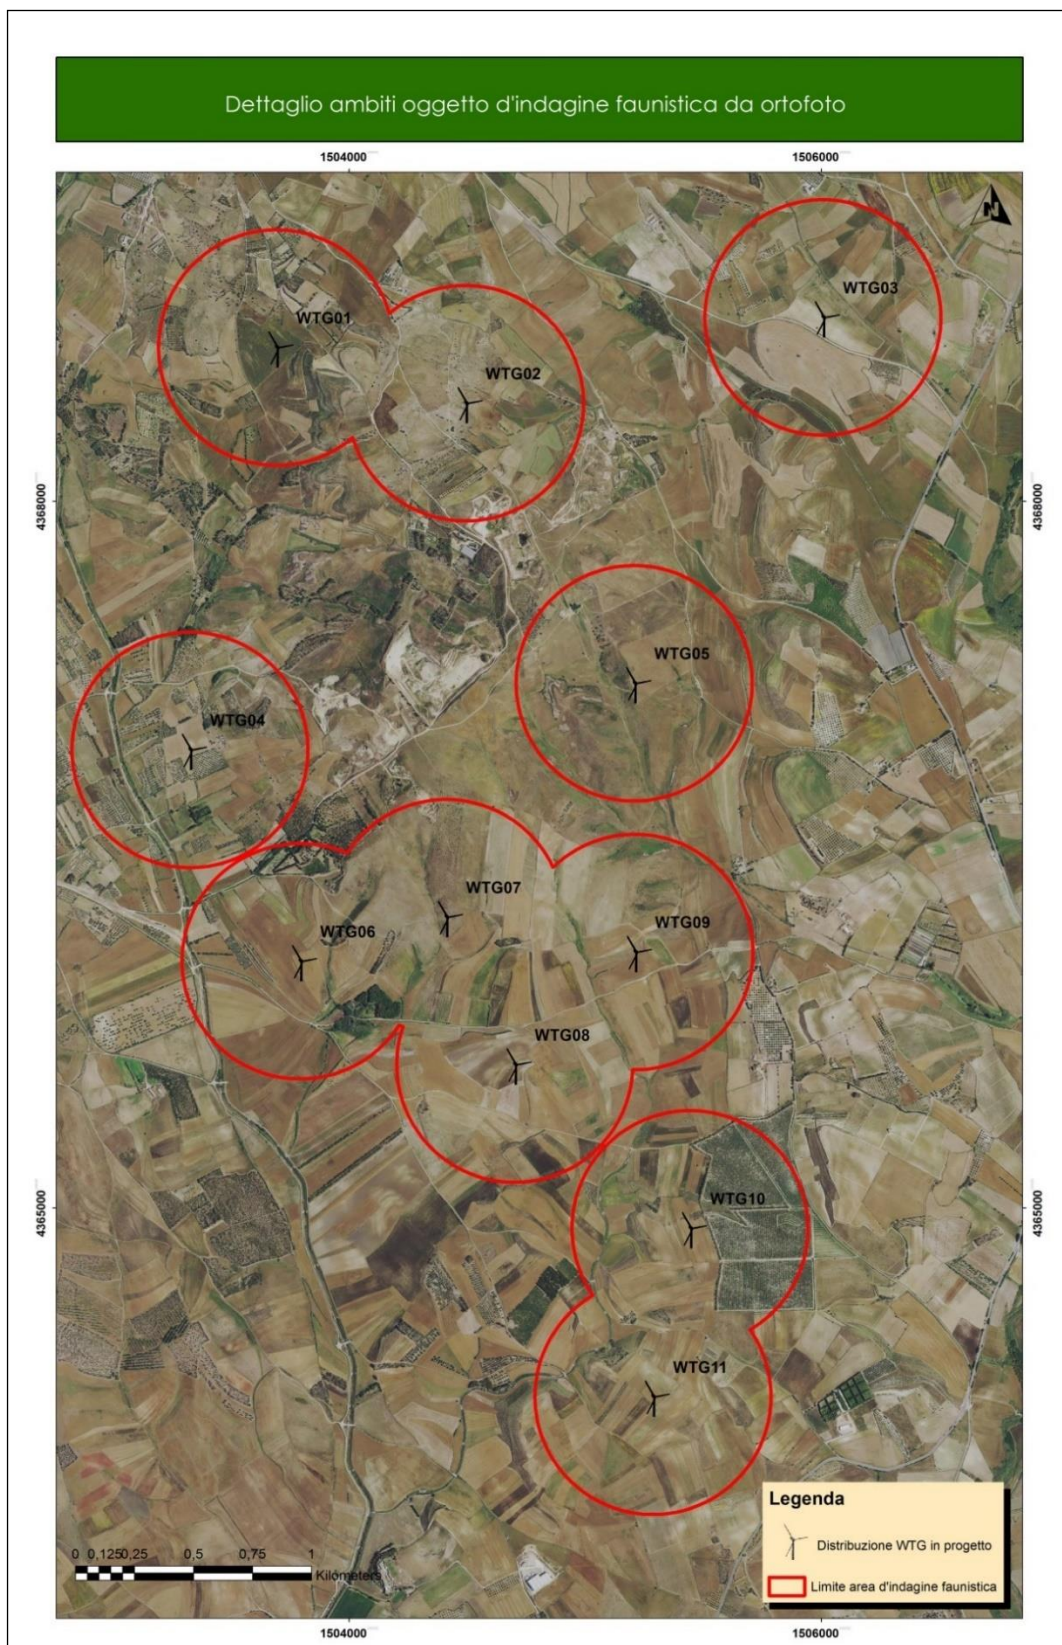 Dettaglio ambiti oggetto d'indagine faunistica da ortofoto
1504000
1506000
N
WTG03
WTG01
WTG02
4368000
4368000
WTG05
WTG04
WTG07
WTG06
WTG09
WTG08
4365000
4365000
WTG10
WTG11
Legenda
Distribuzione WTG in progetto
Limite area d'indagine faunistica
0 0,125 0,25 0,5 0,75 1
Kilometers
1504000
1506000